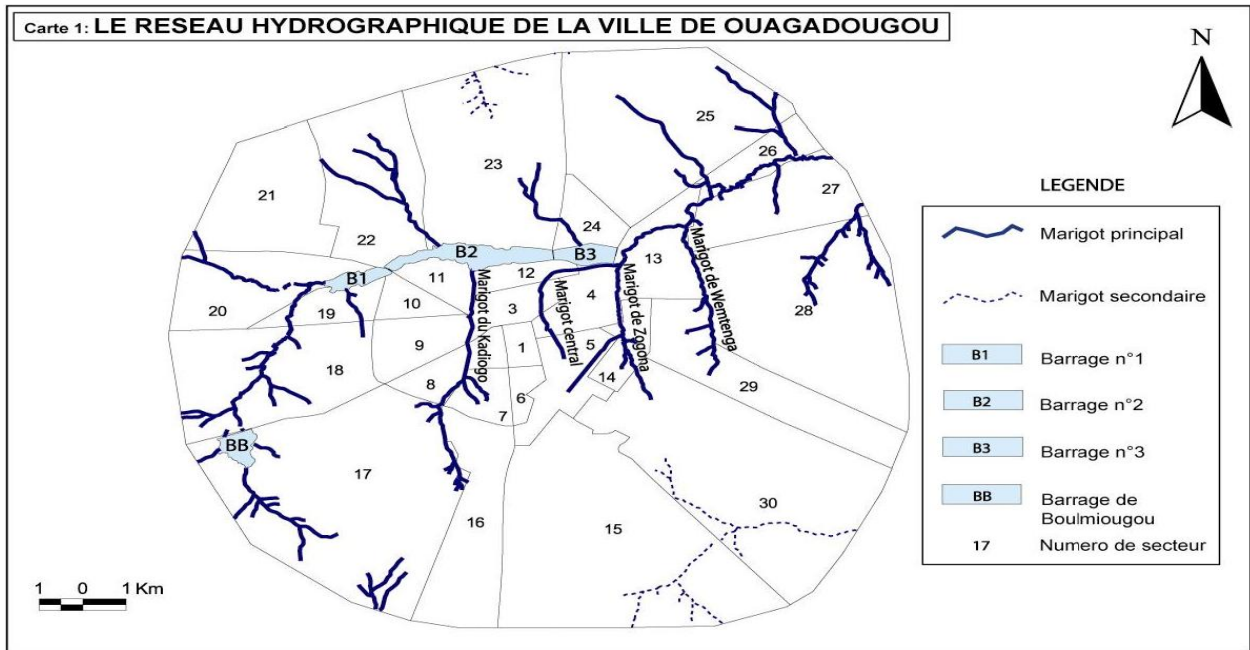 Carte 1: LE RESEAU HYDROGRAPHIQUE DE LA VILLE DE OUAGADOUGOU
N
25
26
23
27
21
24
22
B2
B3
13
B1
11
12
Marigot du Kadiogo
Marigot central
Marigot de Zogona
Marigot de Wemtenga
20
19
10
3
4
28
9
1
5
18
8
14
29
6
7
BB
17
30
16
15
1 0 1 Km
LEGENDE
Marigot principal
Marigot secondaire
B1 Barrage n°1
B2 Barrage n°2
B3 Barrage n°3
BB Barrage de
Boulmiougou
17 Numero de secteur